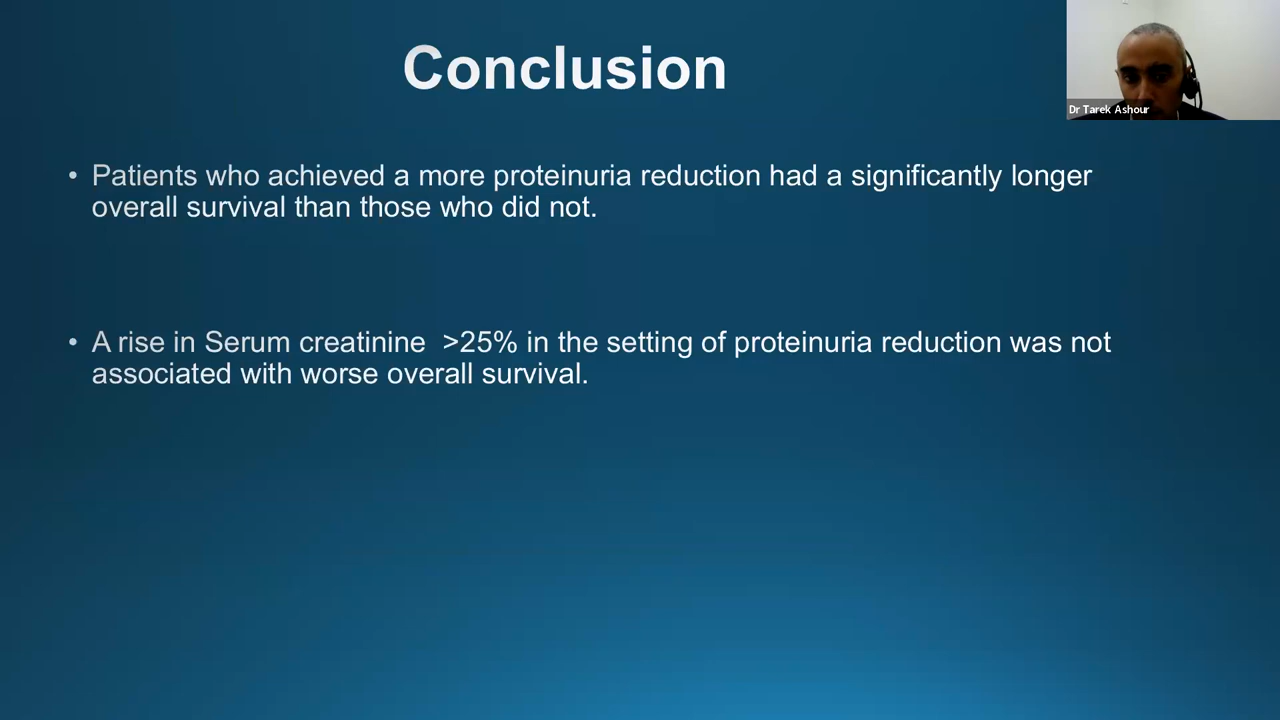 Conclusion
Dr Tarek Ashour
• Patients who achieved a more proteinuria reduction had a significantly longer
overall survival than those who did not.
• A rise in Serum creatinine  >25% in the setting of proteinuria reduction was not
associated with worse overall survival.